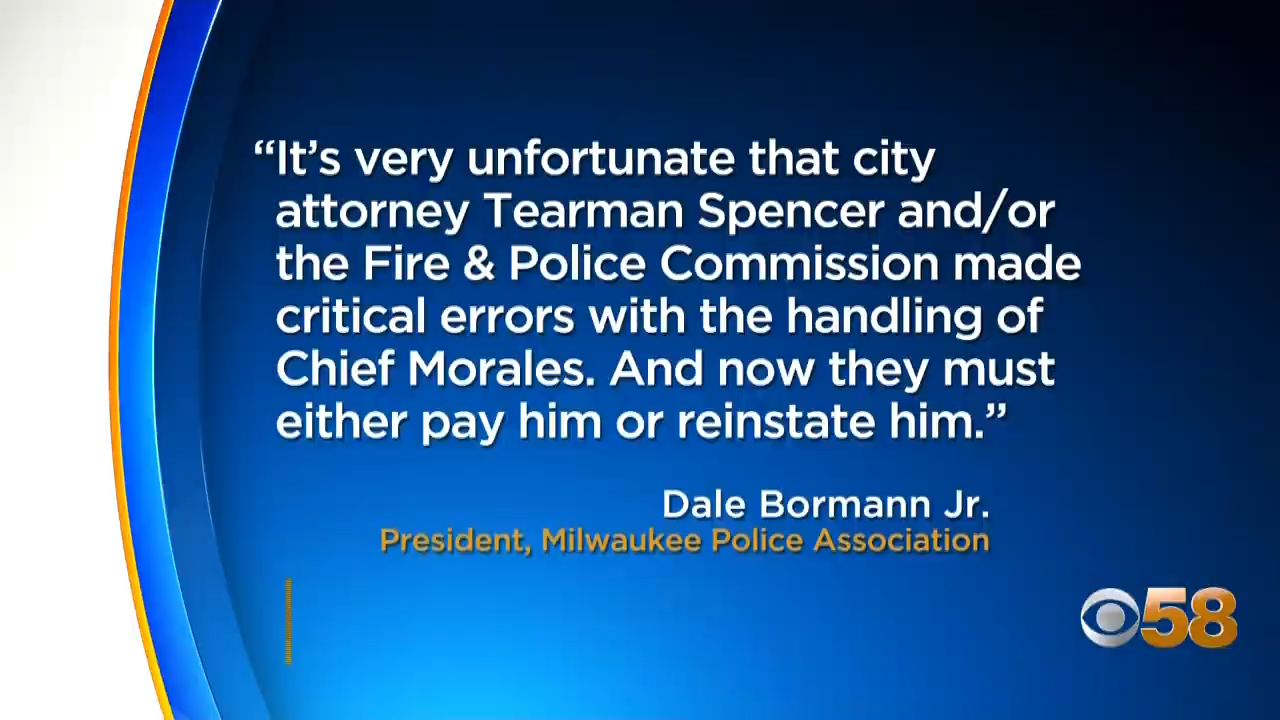 “It’s very unfortunate that city
attorney Tearman Spencer and/or
the Fire & Police Commission made
critical errors with the handling of
Chief Morales. And now they must
either pay him or reinstate him.”
Dale Bormann Jr.
President, Milwaukee Police Association
58